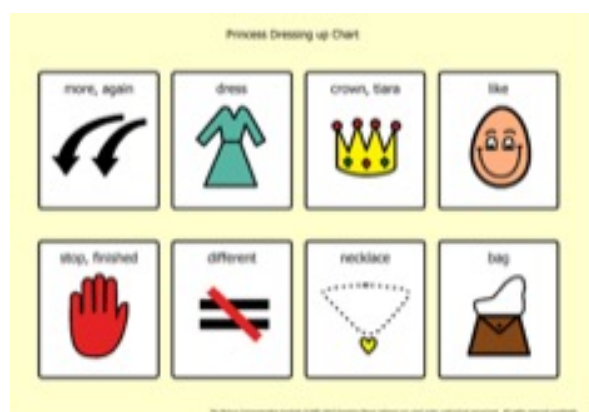 Princess Dressing up Chart
more, again dress crown, tiara like
stop, finished different necklace bag